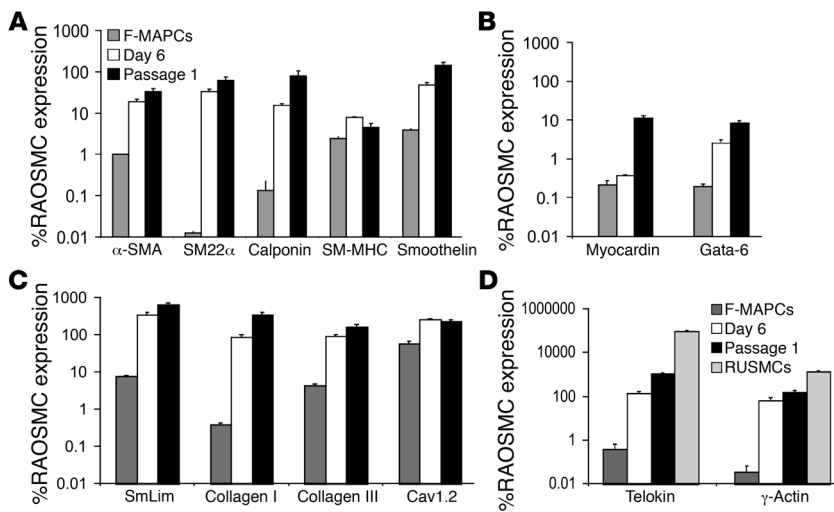 A
%RAOSMC expression
1000
100
10
1
0.1
0.01
F-MAPCs
Day 6
Passage 1
α-SMA SM22α Calponin SM-MHC Smoothelin
B
%RAOSMC expression
1000
100
10
1
0.1
0.01
Myocardin Gata-6
C
%RAOSMC expression
1000
100
10
1
0.1
0.01
SmLim Collagen I Collagen III Cav1.2
D
%RAOSMC expression
1000000
10000
100
1
0.01
F-MAPCs
Day 6
Passage 1
RUSMCs
Telokin γ-Actin